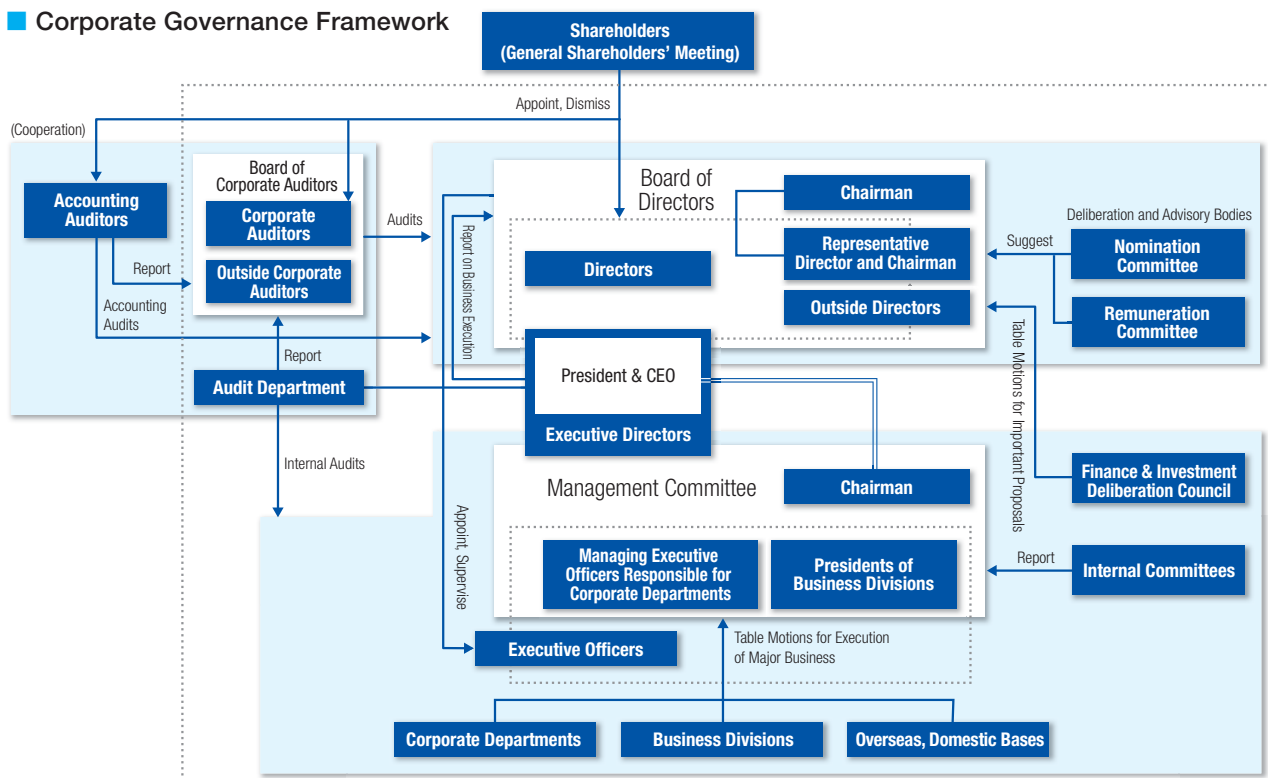 Corporate Governance Framework
Shareholders
(General Shareholders' Meeting)
Appoint, Dismiss
(Cooperation)
Accounting
Auditors
Board of
Corporate Auditors
Corporate
Auditors
Outside Corporate
Auditors
Report
Accounting
Audits
Audits
Report
Audit Department
Internal Audits
Board of
Directors
Chairman
Representative
Director and Chairman
Directors
Outside Directors
Report on Business Execution
Deliberation and Advisory Bodies
Suggest
Nomination
Committee
Remuneration
Committee
Table Motions for Important Proposals
President & CEO
Executive Directors
Management Committee
Chairman
Finance & Investment
Deliberation Council
Appoint, Supervise
Managing Executive
Officers Responsible for
Corporate Departments
Presidents of
Business Divisions
Report
Internal Committees
Executive Officers
Table Motions for Execution
of Major Business
Corporate Departments
Business Divisions
Overseas, Domestic Bases